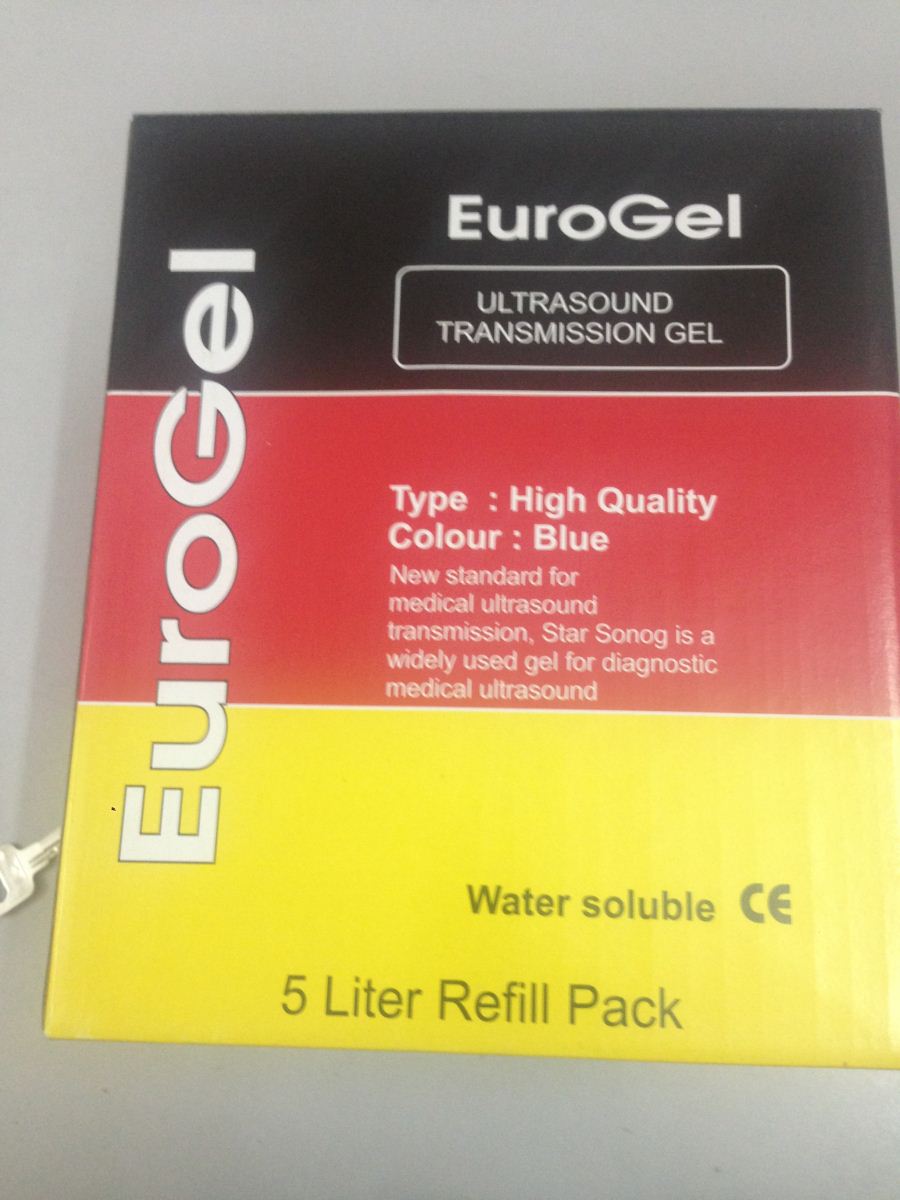 EuroGel
EuroGel
ULTRASOUND
TRANSMISSION GEL
Type : High Quality
Colour : Blue
New standard for
medical ultrasound
transmission, Star Sonog is a
widely used gel for diagnostic
medical ultrasound
Water soluble CE
5 Liter Refill Pack